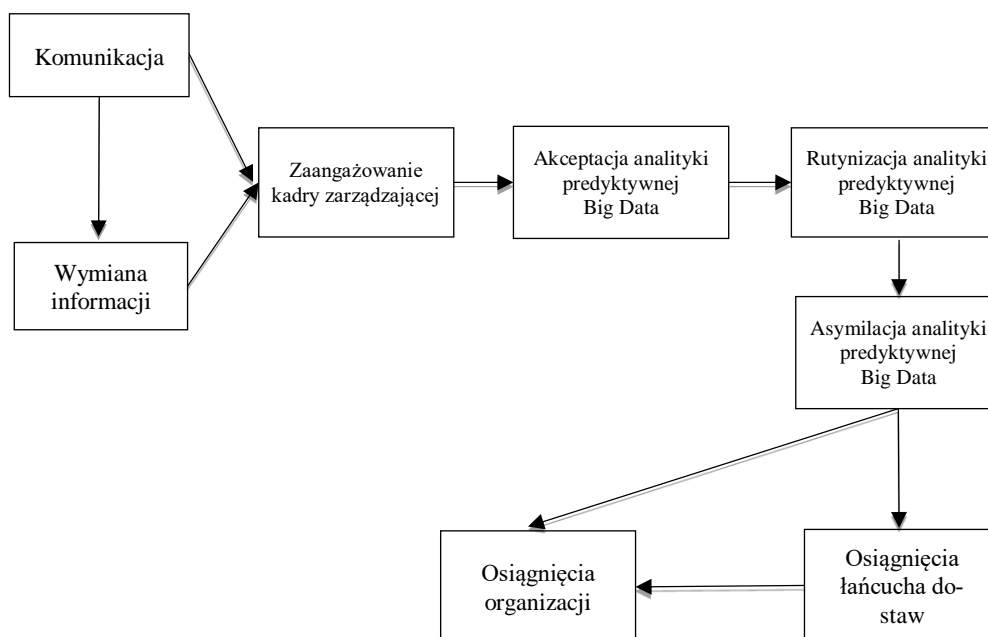 Komunikacja
Wymiana
informacji
Zaangażowanie
kadry zarządzającej
Akceptacja analityki
predyktywnej
Big Data
Rutynizacja analityki
predyktywnej
Big Data
Asymilacja analityki
predyktywnej
Big Data
Osiągnięcia
organizacji
Osiągnięcia
łańcucha do-
staw